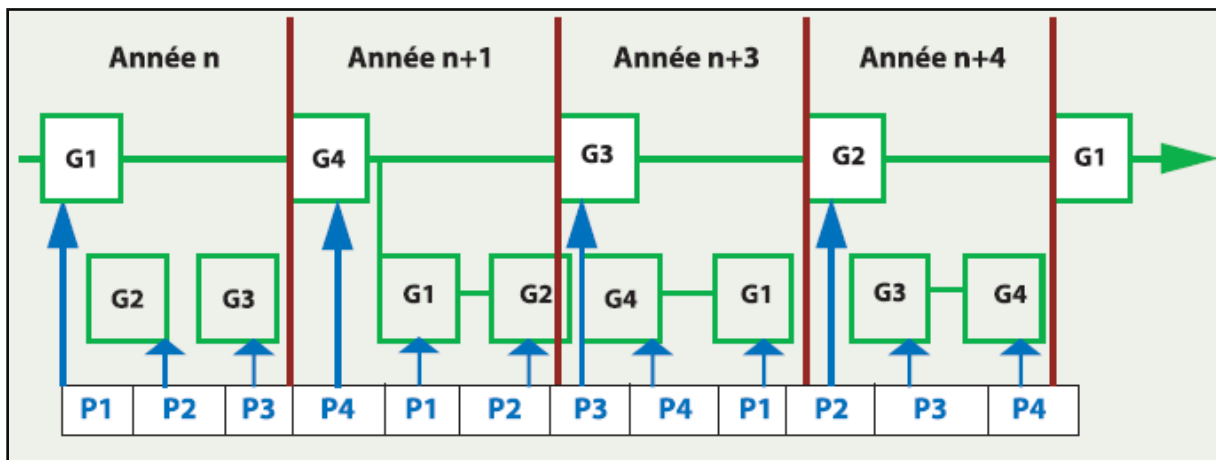 Année n Année n+1 Année n+3 Année n+4
G1 G4 G3 G2 G1
G2 G3 G1 G2 G4 G1 G3 G4
P1 P2 P3 P4 P1 P2 P3 P4 P1 P2 P3 P4